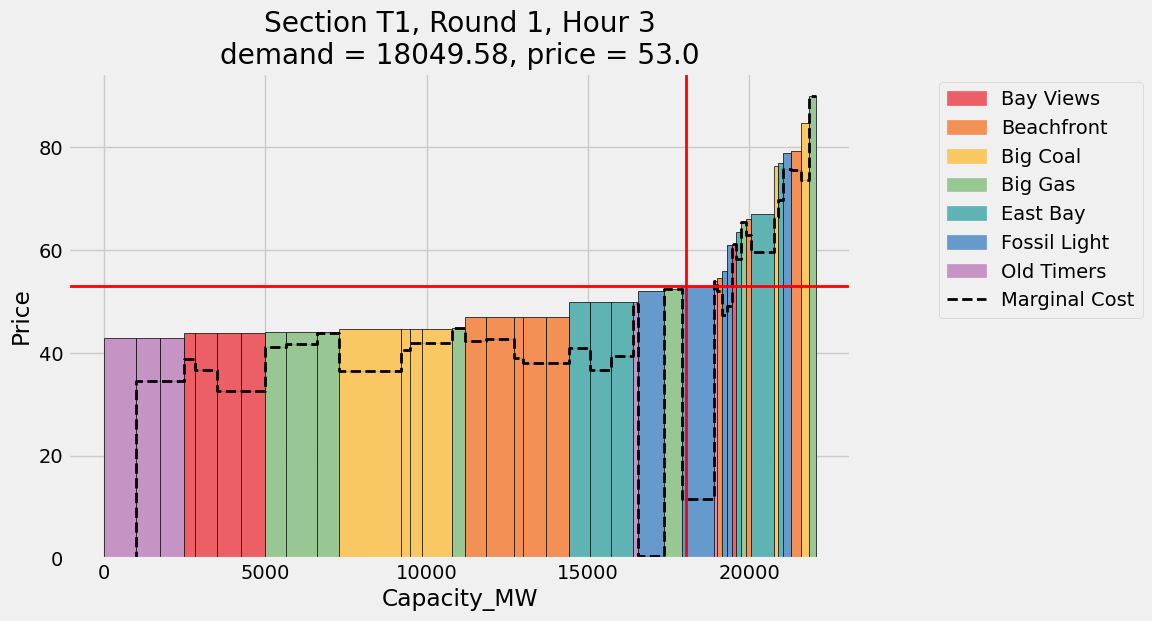 Section T1, Round 1, Hour 3
demand = 18049.58, price = 53.0
Price
80
60
40
20
0
0
5000
10000
15000
20000
Capacity_MW
Bay Views
Beachfront
Big Coal
Big Gas
East Bay
Fossil Light
Old Timers
Marginal Cost